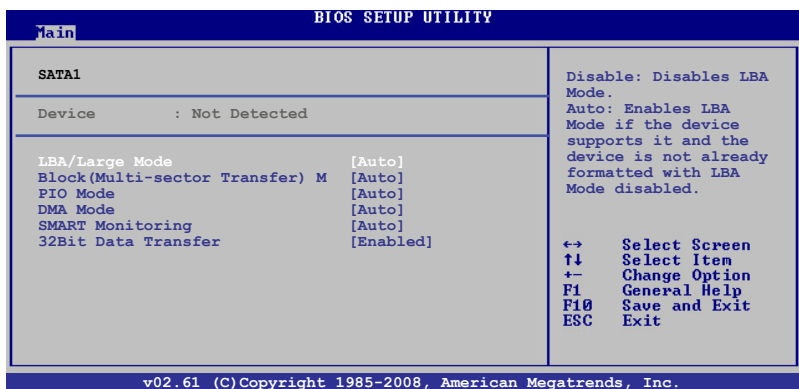 BIOS SETUP UTILITY
Main
SATA1
Device : Not Detected
LBA/Large Mode [Auto]
Block(Multi-sector Transfer) M [Auto]
PIO Mode [Auto]
DMA Mode [Auto]
SMART Monitoring [Auto]
32Bit Data Transfer [Enabled]
Disable: Disables LBA
Mode.
Auto: Enables LBA
Mode if the device
supports it and the
device is not already
formatted with LBA
Mode disabled.
←→ Select Screen
↑↓ Select Item
+- Change Option
F1 General Help
F10 Save and Exit
ESC Exit
v02.61 (C)Copyright 1985-2008, American Megatrends, Inc.